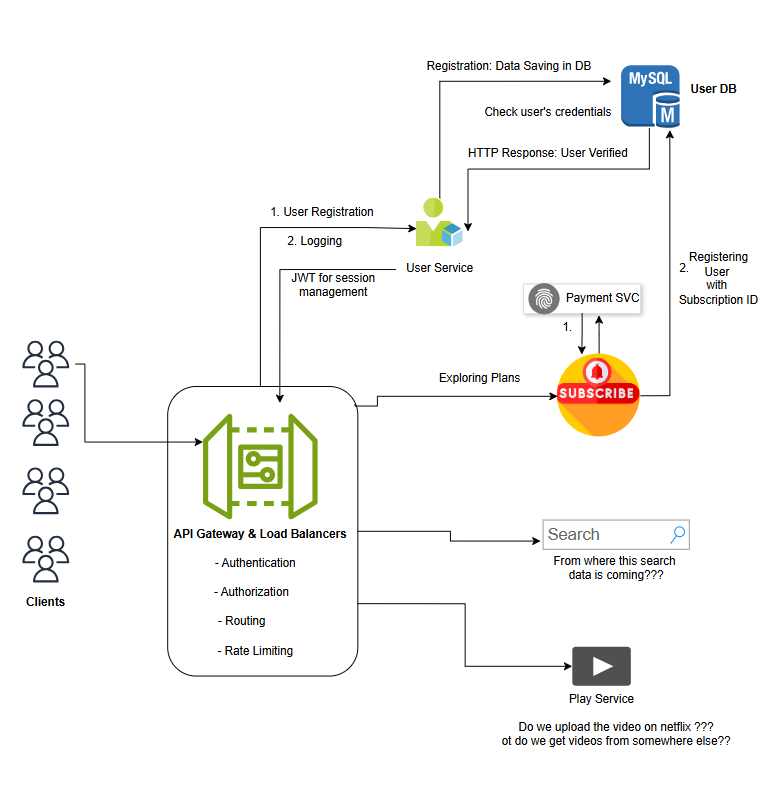 Registration: Data Saving in DB
MySQL
M
User DB
Check user's credentials
HTTP Response: User Verified
1. User Registration
2. Logging
User Service
JWT for session
management
2.
Registering
User
with
Subscription ID
Payment SVC
1.
Exploring Plans
SUBSCRIBE
API Gateway & Load Balancers
- Authentication
- Authorization
- Routing
- Rate Limiting
Clients
Search
From where this search
data is coming???
Play Service
Do we upload the video on netflix ???
ot do we get videos from somewhere else??